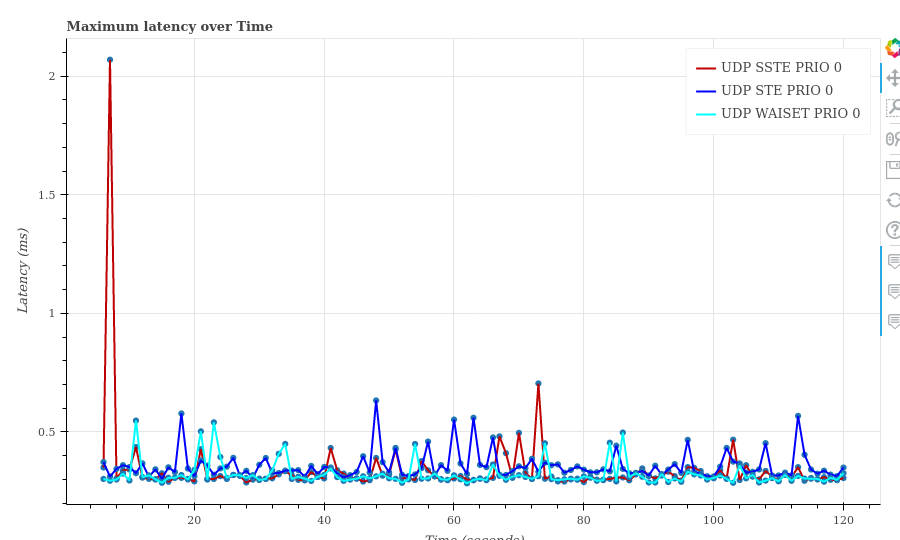 Maximum latency over Time
UDP SSTE PRIO 0
UDP STE PRIO 0
UDP WAISET PRIO 0
Latency (ms)
2
1.5
1
0.5
20
40
60
80
100
120
Time (seconds)